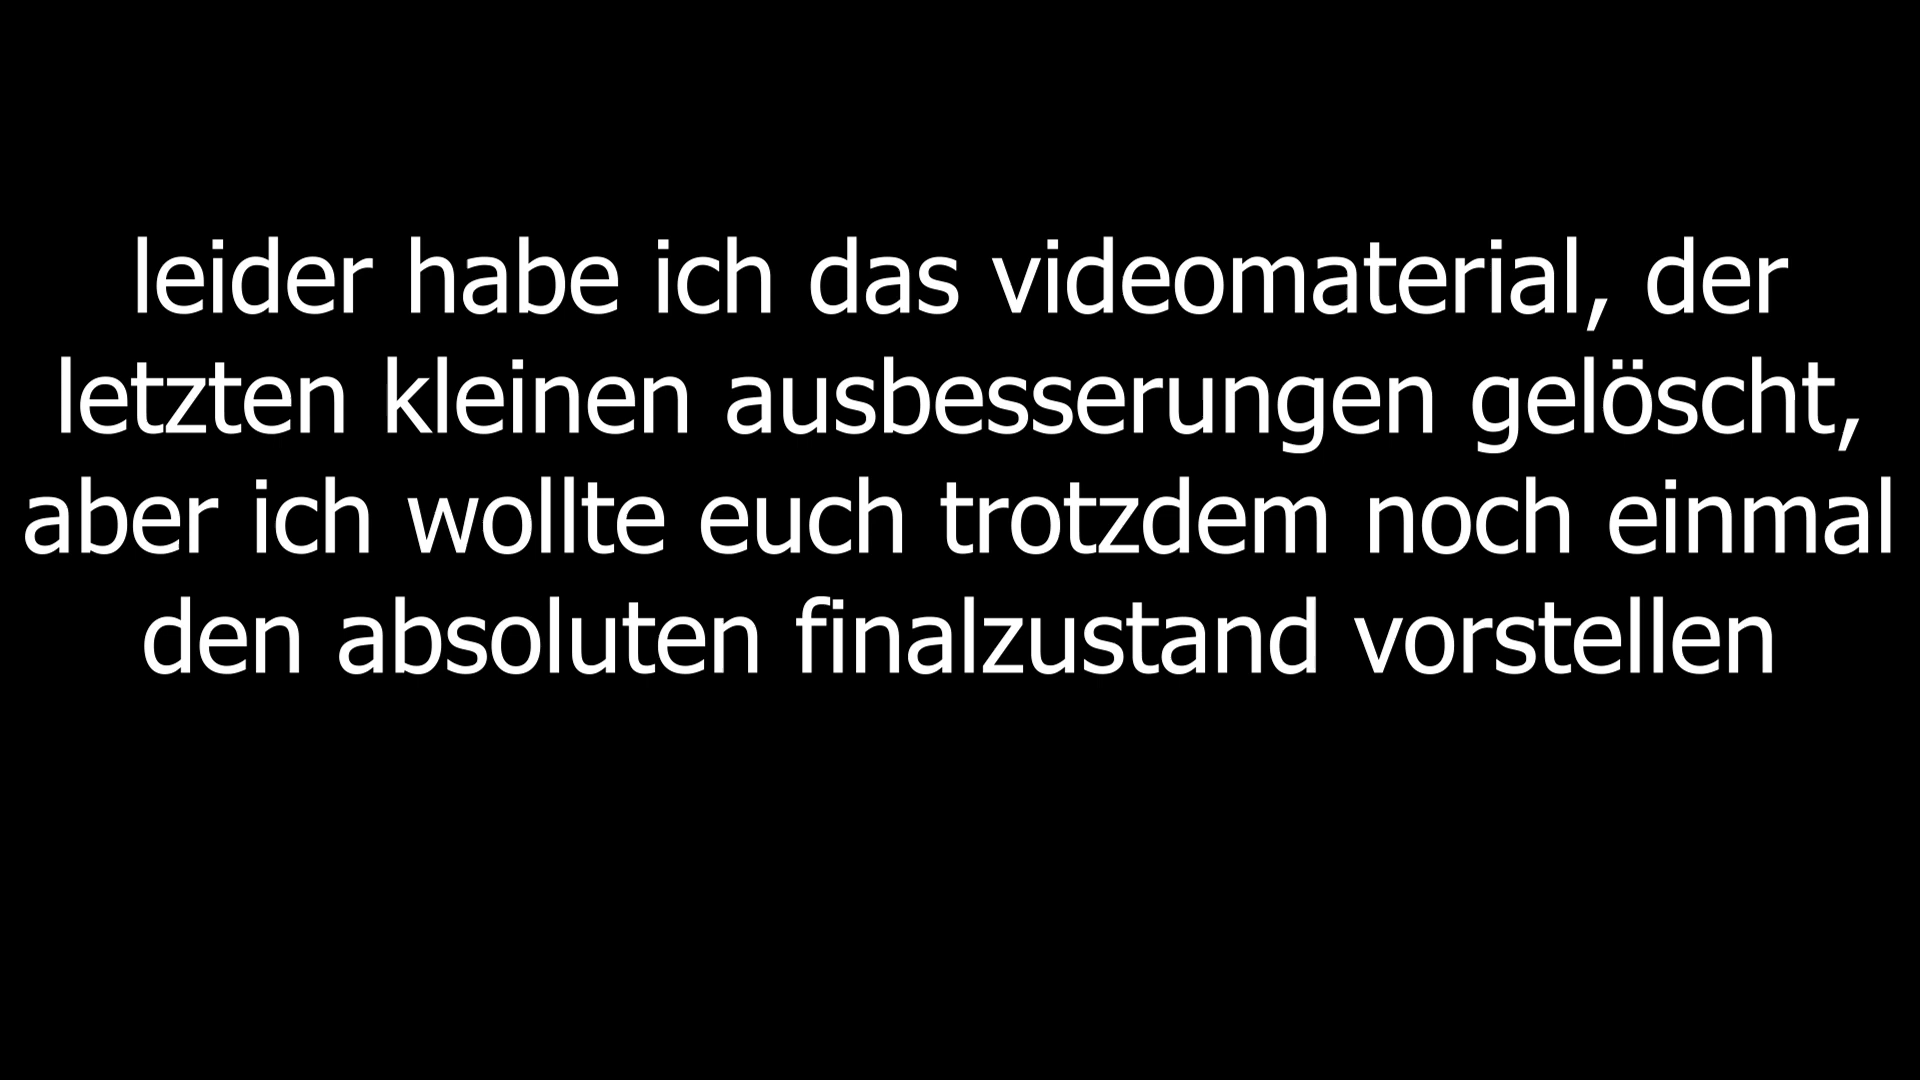 leider habe ich das videomaterial, der
letzten kleinen ausbesserungen gelöscht,
aber ich wollte euch trotzdem noch einmal
den absoluten finalzustand vorstellen